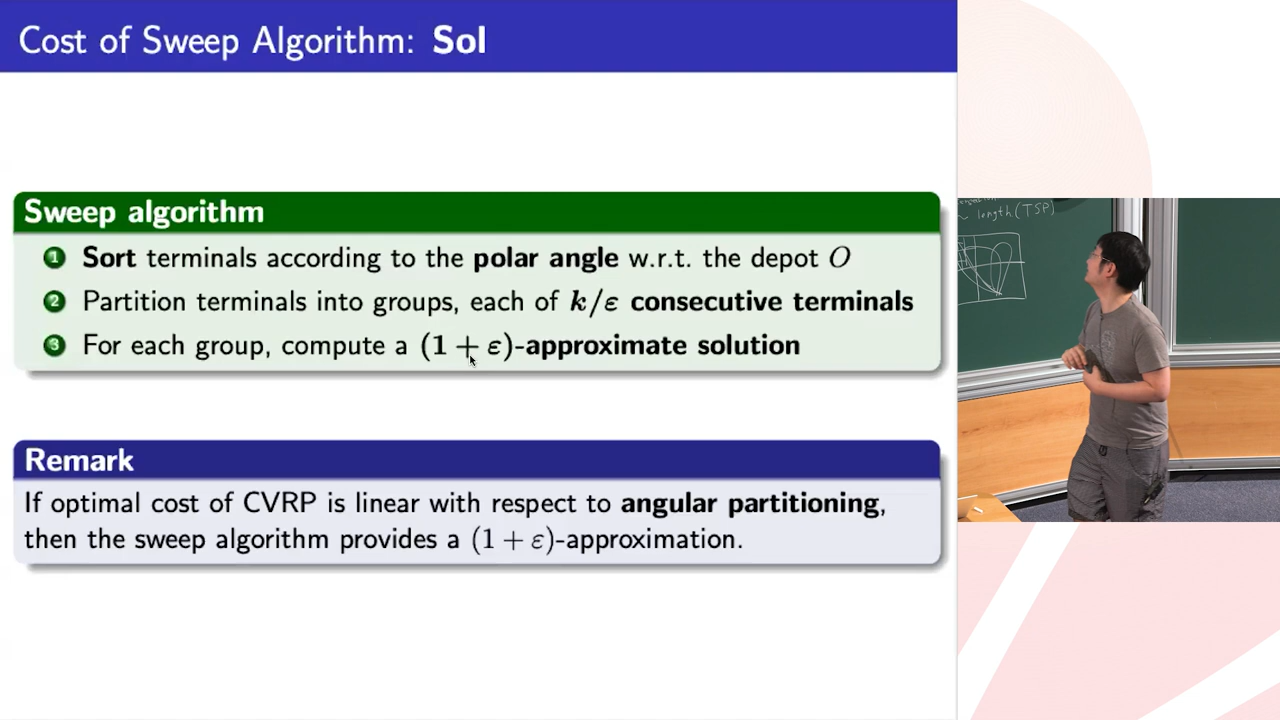 Cost of Sweep Algorithm: Sol
Sweep algorithm
1 Sort terminals according to the polar angle w.r.t. the depot O
2 Partition terminals into groups, each of k/ε consecutive terminals
3 For each group, compute a (1 + ε)-approximate solution
Remark
If optimal cost of CVRP is linear with respect to angular partitioning,
then the sweep algorithm provides a (1 + ε)-approximation.
~ length(TSP)